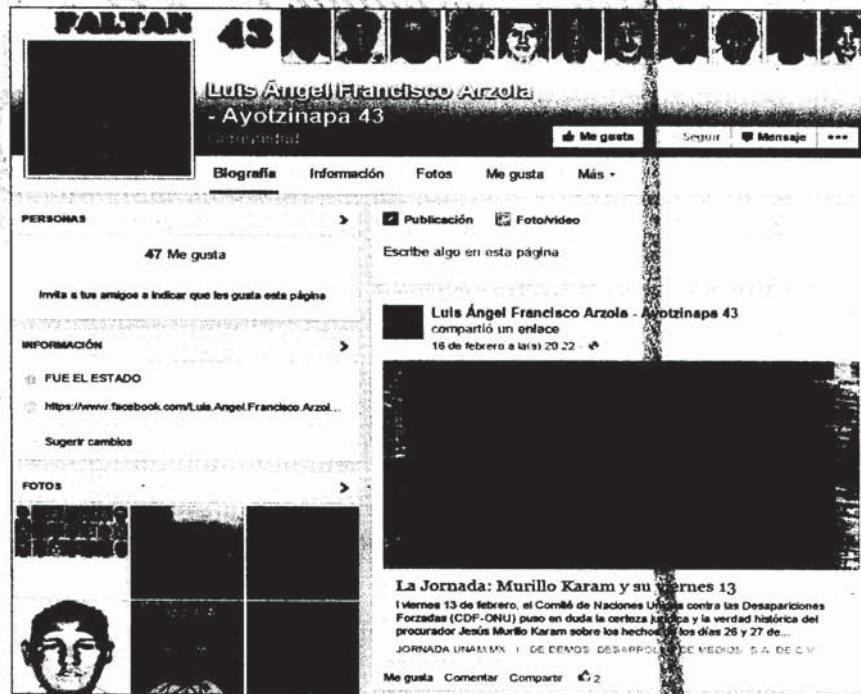 FALTAN 43
Luis Ángel Francisco Arzola
- Ayotzinapa 43
Me gusta Seguir Mensaje
Biografía Información Fotos Me gusta Más
PERSONAS
47 Me gusta
Invita a tus amigos a indicar que les gusta esta página
INFORMACIÓN
FUE EL ESTADO
https://www.facebook.com/Luis.Angel.Francisco.Arzol...
Sugerir cambios
FOTOS
Publicación Foto/video
Escribe algo en esta página
Luis Ángel Francisco Arzola - Ayotzinapa 43
compartió un enlace
16 de febrero a la(s) 20:22
La Jornada: Murillo Karam y su viernes 13
l viernes 13 de febrero, el Comité de Naciones Unidas contra las Desapariciones
Forzadas (CDF-ONU) puso en duda la certeza jurídica y la verdad histórica del
procurador Jesús Murillo Karam sobre los hechos de los días 26 y 27 de...
JORNADA.UNAM.MX | DE DEMOS, DESARROLLO DE MEDIOS, S.A. DE C.V.
Me gusta Comentar Compartir 2